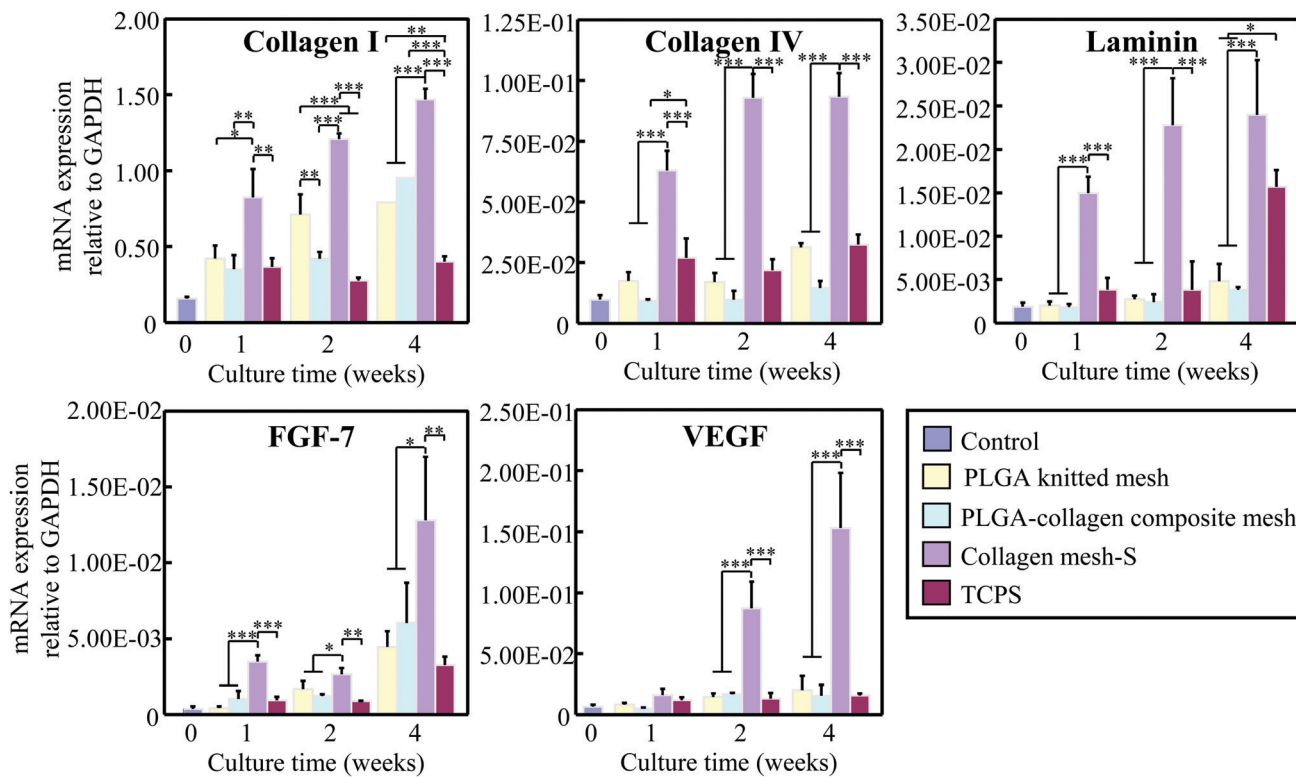 Collagen I
mRNA expression
relative to GAPDH
2.00
1.50
1.00
0.50
0
** 
***
*** ***
*** ***
** ***
* **
**
0 1 2 4
Culture time (weeks)
Collagen IV
1.25E-01
1.00E-01
7.50E-02
5.00E-02
2.50E-02
0
*** *** *** ***
*
*** ***
0 1 2 4
Culture time (weeks)
Laminin
3.50E-02
3.00E-02
2.50E-02
2.00E-02
1.50E-02
1.00E-02
5.00E-03
0
*
***
*** ***
*** ***
0 1 2 4
Culture time (weeks)
FGF-7
mRNA expression
relative to GAPDH
2.00E-02
1.50E-02
1.00E-02
5.00E-03
0
* **
*** ***
* **
0 1 2 4
Culture time (weeks)
VEGF
2.50E-01
2.00E-01
1.50E-01
1.00E-01
5.00E-02
0
*** ***
*** ***
0 1 2 4
Culture time (weeks)
Control
PLGA knitted mesh
PLGA-collagen composite mesh
Collagen mesh-S
TCPS